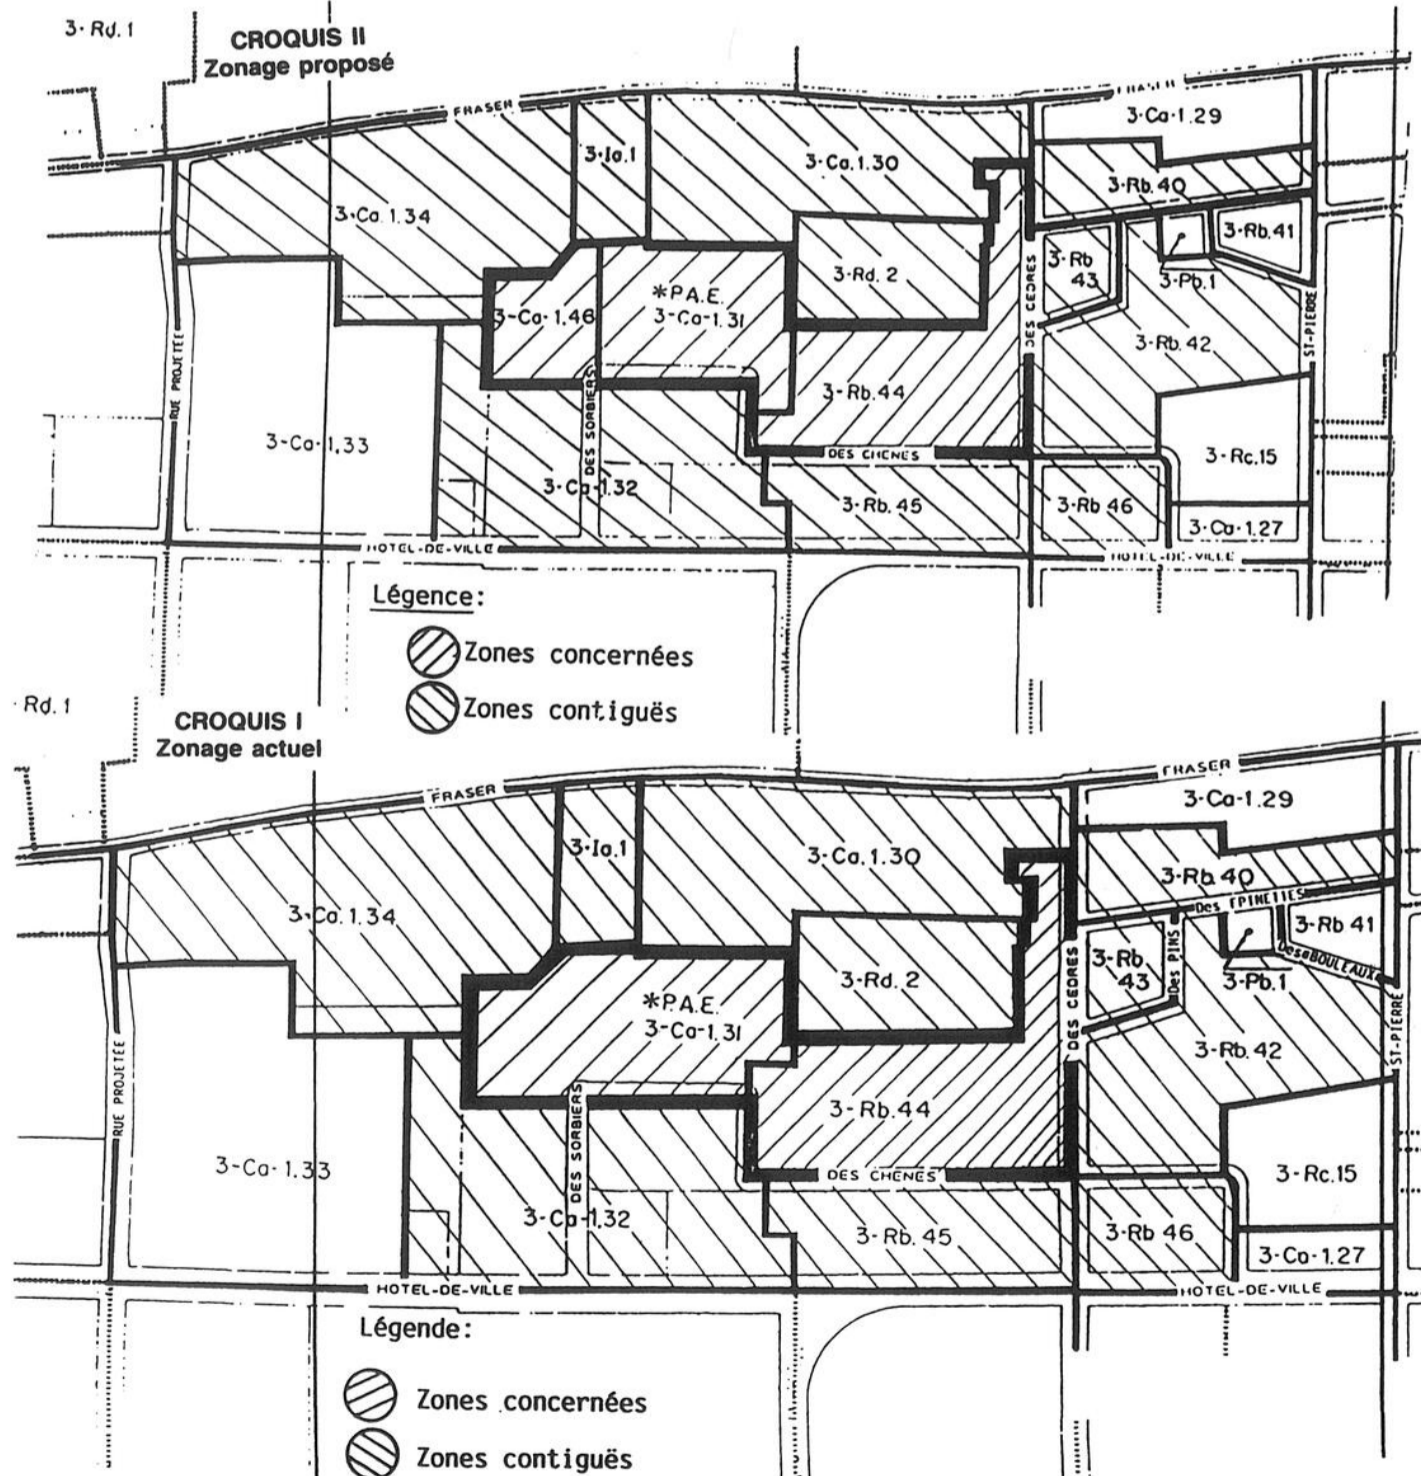 3-Rd.1
CROQUIS II
Zonage proposé
FRASER
FRASER
3-Ca-1.29
3-Ia.1
3-Ca.1.30
3-Rb.40
3-Ca.1.34
3-Rb.41
3-Rb
43
3-Pb.1
3-Rd.2
DES CEDRES
*P.A.E.
3-Ca-1.31
3-Ca-1.46
ST-PIERRE
3-Rb.42
RUE PROJETÉE
3-Rb.44
DES SORBIERS
3-Ca-1.33
DES CHENES
3-Rc.15
3-Ca-1.32
3-Rb.45
3-Rb 46
3-Ca-1.27
HOTEL-DE-VILLE
HOTEL-DE-VILLE
Légence:
Zones concernées
Zones contiguës
Rd.1
CROQUIS I
Zonage actuel
FRASER
FRASER
3-Ca-1.29
3-Ia.1
3-Ca.1.30
3-Rb.40
Des EPINETTES
3-Ca.1.34
3-Rb 41
Des BOULEAUX
Des PINS
3-Rb.
43
3-Pb.1
3-Rd.2
*P.A.E.
3-Ca-1.31
DES CEDRES
ST-PIERRE
3-Rb.42
RUE PROJETÉE
3-Rb.44
DES SORBIERS
3-Ca-1.33
DES CHENES
3-Rc.15
3-Ca-1.32
3-Rb.45
3-Rb 46
3-Ca-1.27
HOTEL-DE-VILLE
HOTEL-DE-VILLE
Légende:
Zones concernées
Zones contiguës